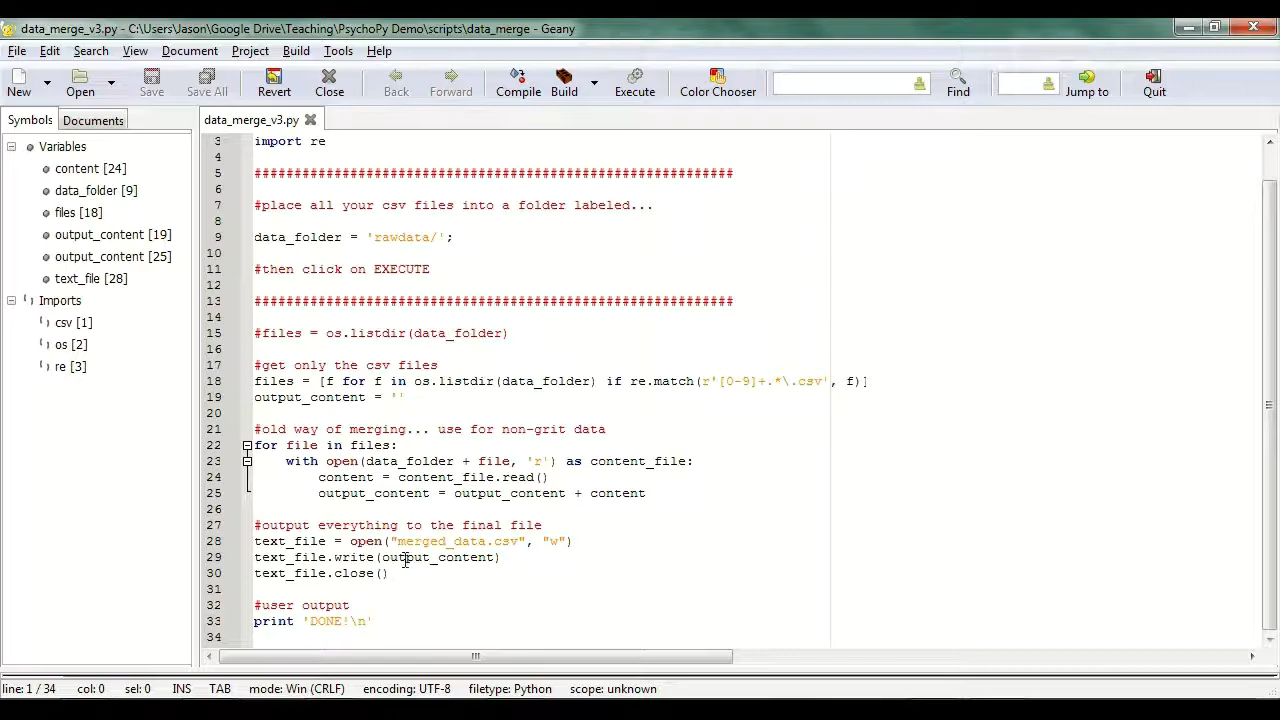 data_merge_v3.py - C:\Users\Jason\Google Drive\Teaching\PsychoPy Demo\scripts\data_merge - Geany
File Edit Search View Document Project Build Tools Help
New Open Save Save All Revert Close Back Forward Compile Build Execute Color Chooser Find Jump to Quit
Symbols Documents
data_merge_v3.py
Variables
content [24]
data_folder [9]
files [18]
output_content [19]
output_content [25]
text_file [28]
Imports
csv [1]
os [2]
re [3]
3 import re
4
5 ############################################################
6
7 #place all your csv files into a folder labeled...
8
9 data_folder = 'rawdata/';
10
11 #then click on EXECUTE
12
13 ############################################################
14
15 #files = os.listdir(data_folder)
16
17 #get only the csv files
18 files = [f for f in os.listdir(data_folder) if re.match(r'[0-9]+.*\.csv', f)]
19 output_content = ''
20
21 #old way of merging... use for non-grit data
22 for file in files:
23 with open(data_folder + file, 'r') as content_file:
24 content = content_file.read()
25 output_content = output_content + content
26
27 #output everything to the final file
28 text_file = open("merged_data.csv", "w")
29 text_file.write(output_content)
30 text_file.close()
31
32 #user output
33 print 'DONE!\n'
34
line: 1 / 34 col: 0 sel: 0 INS TAB mode: Win (CRLF) encoding: UTF-8 filetype: Python scope: unknown